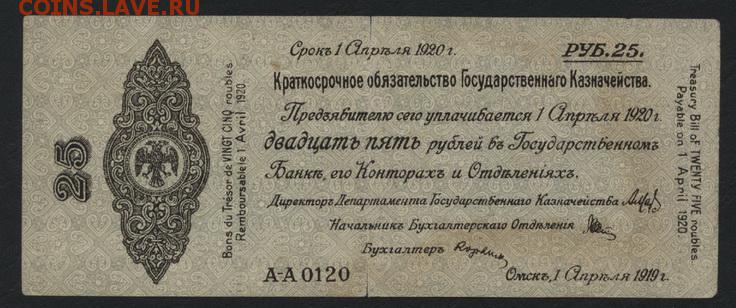 COINS.LAVE.RU
Срокъ 1 Апрѣля 1920 г.
РУБ. 25.
Краткосрочное обязательство Государственнаго Казначейства.
Предъявителю сего уплачивается 1 Апрѣля 1920 г.
двадцать пять рублей въ Государственномъ
Банкѣ, его Конторахъ и Отдѣленіяхъ.
Директоръ Департамента Государственнаго Казначейства
Начальникъ Бухгалтерскаго Отдѣленія
Бухгалтеръ
А-А 0120
Омскъ, 1 Апрѣля 1919 г.
25
Bons du Trésor de VINGT CINQ roubles
Remboursable le 1 Avril 1920.
Treasury Bill of TWENTY FIVE roubles.
Payable on 1 April 1920.